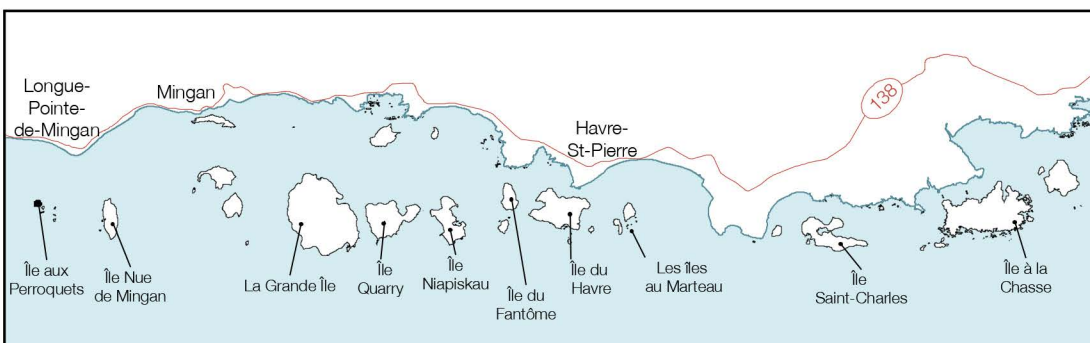 Longue-
Pointe-
de-Mingan
Mingan
Havre-
St-Pierre
138
Île aux
Perroquets
Île Nue
de Mingan
La Grande Île
Île
Quarry
Île
Niapiskau
Île du
Fantôme
Île du
Havre
Les îles
au Marteau
Île
Saint-Charles
Île à la
Chasse